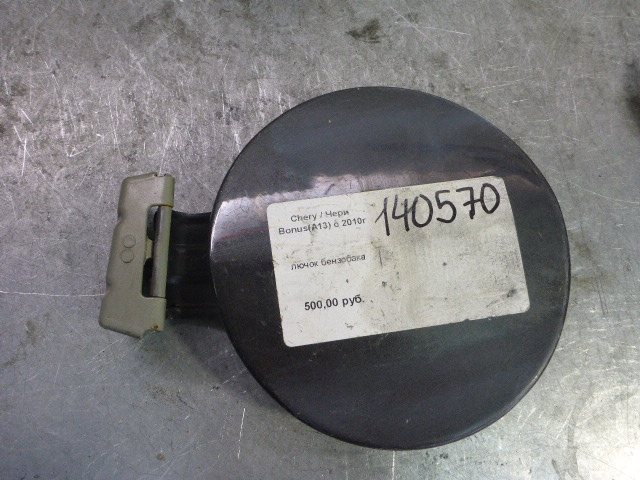 Chery / Чери
Bonus(A13) с 2010г
140570
лючок бензобака
500,00 руб.